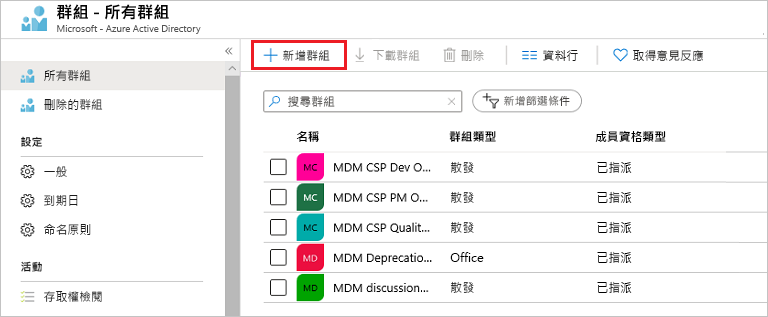 群組 - 所有群組
Microsoft - Azure Active Directory
«
所有群組
刪除的群組
設定
一般
到期日
命名原則
活動
存取權檢閱
新增群組 下載群組 刪除 資料行 取得意見反應
搜尋群組 新增篩選條件
名稱 群組類型 成員資格類型
MC MDM CSP Dev O... 散發 已指派
MC MDM CSP PM O... 散發 已指派
MC MDM CSP Qualit... 散發 已指派
MD MDM Deprecatio... Office 已指派
MD MDM discussion... 散發 已指派